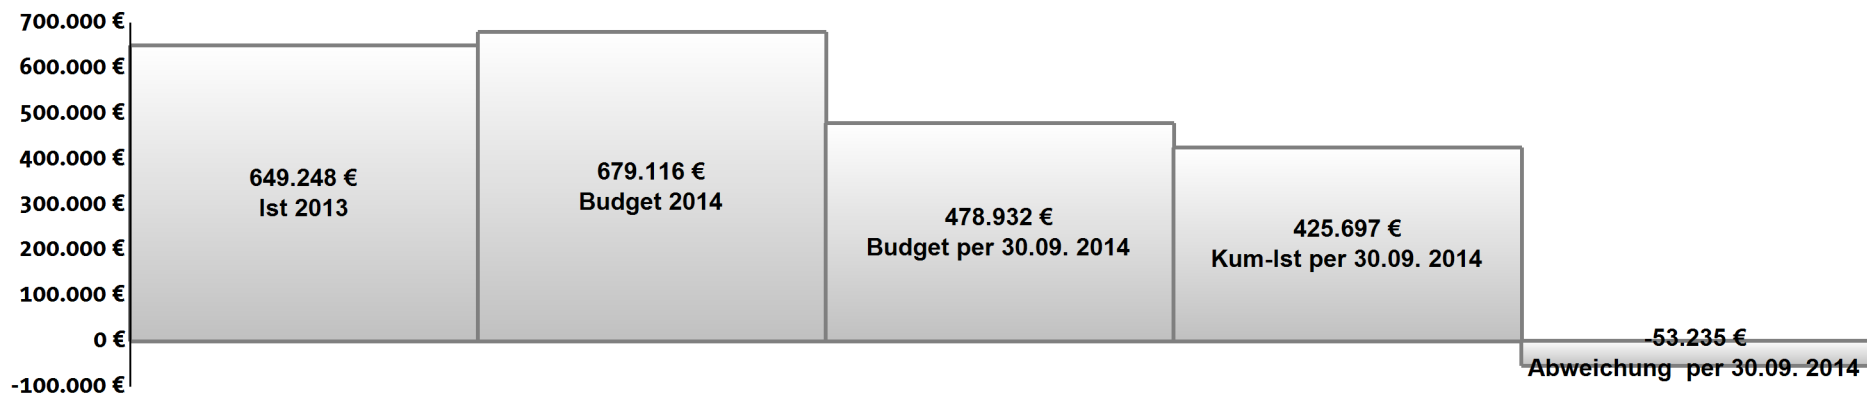 700.000 €
600.000 €
500.000 €
400.000 €
300.000 €
200.000 €
100.000 €
0 €
-100.000 €
649.248 €
Ist 2013
679.116 €
Budget 2014
478.932 €
Budget per 30.09. 2014
425.697 €
Kum-Ist per 30.09. 2014
-53.235 €
Abweichung  per 30.09. 2014